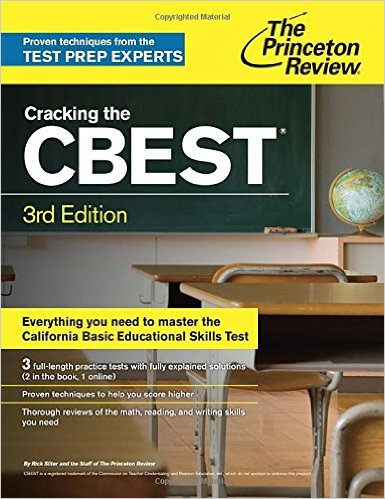 Copyrighted Material
Proven techniques from the
TEST PREP EXPERTS
The
Princeton
Review®
Cracking the
CBEST®
3rd Edition
Everything you need to master the
California Basic Educational Skills Test
3 full-length practice tests with fully explained solutions
(2 in the book, 1 online)
Proven techniques to help you score higher
Thorough reviews of the math, reading, and writing skills
you need
By Rick Sliter and the Staff of The Princeton Review
CBEST is a registered trademark of the Commission on Teacher Credentialing and Pearson Education, Inc., which do not sponsor or endorse this product.
Copyrighted Material